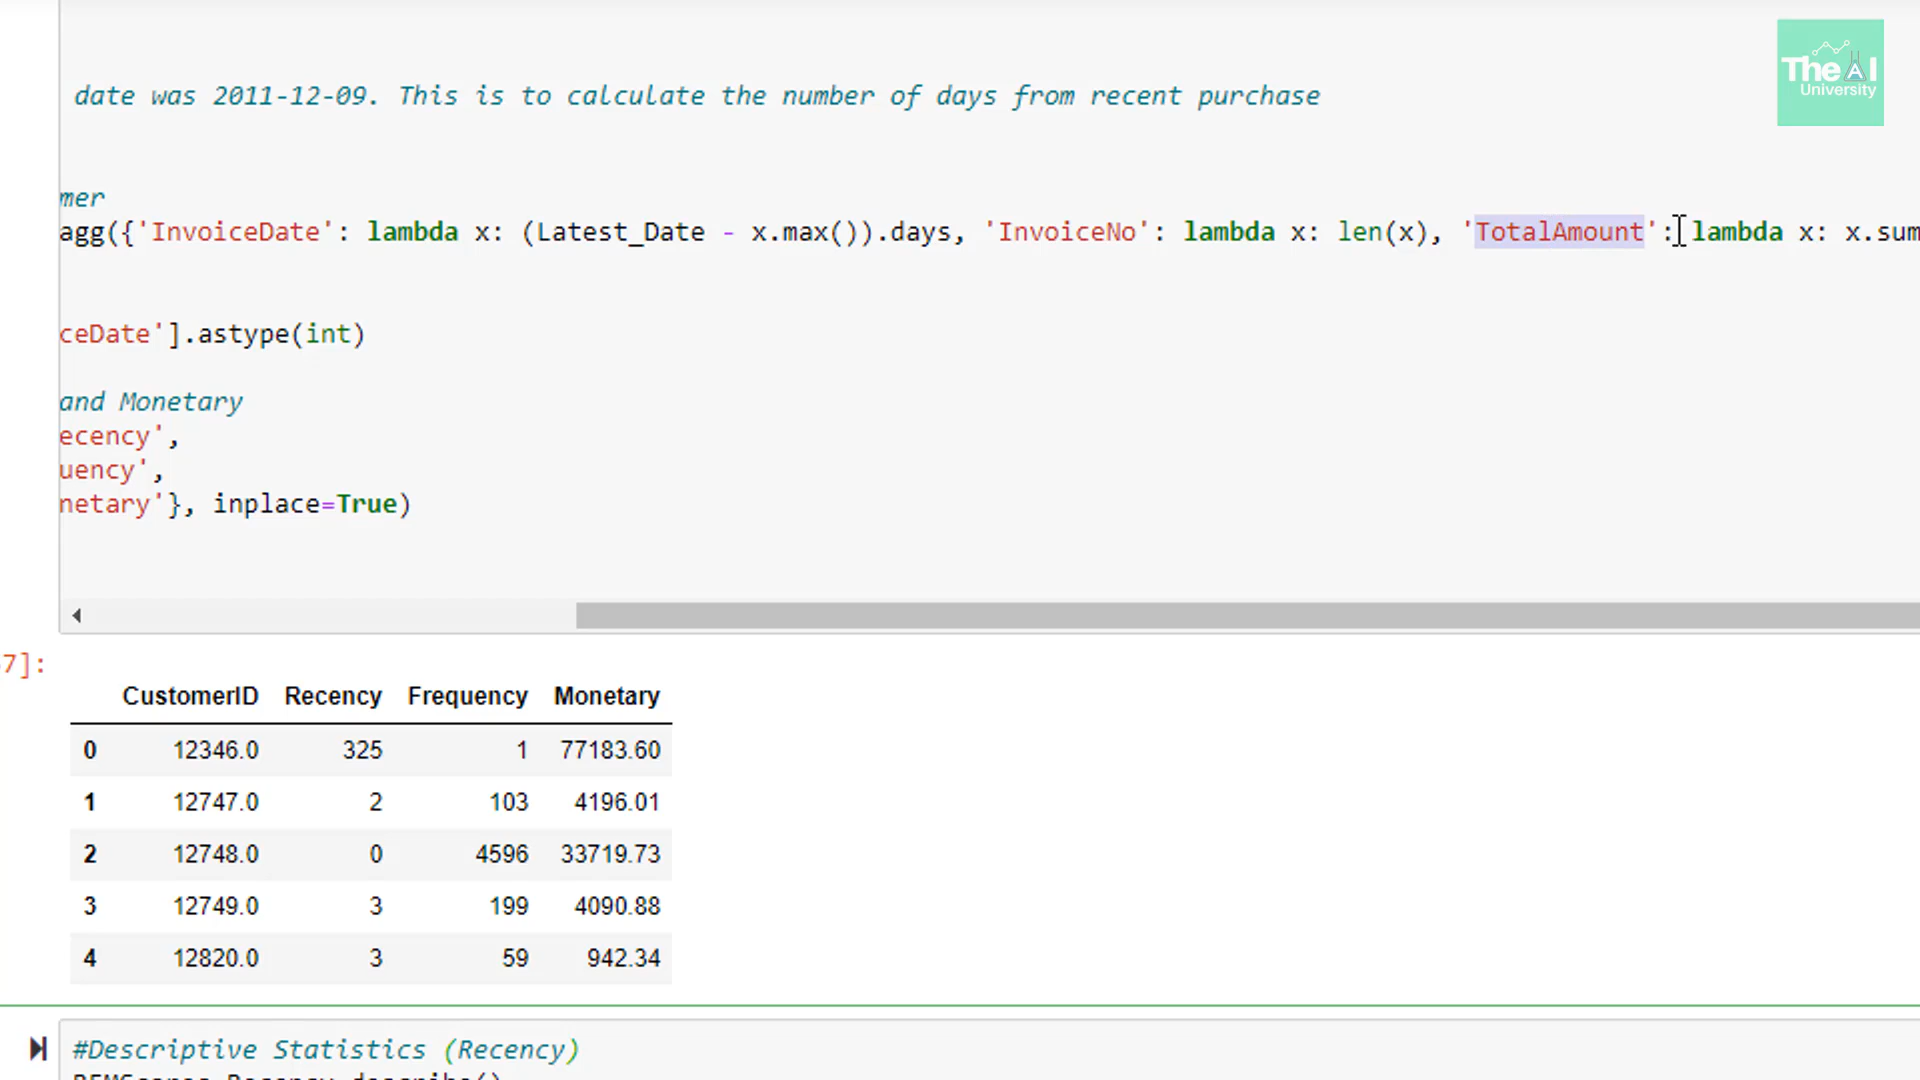 The AI
University
date was 2011-12-09. This is to calculate the number of days from recent purchase
mer
agg({'InvoiceDate': lambda x: (Latest_Date - x.max()).days, 'InvoiceNo': lambda x: len(x), 'TotalAmount': lambda x: x.sum
ceDate'].astype(int)
and Monetary
ecency',
uency',
netary'}, inplace=True)
7]:
CustomerID Recency Frequency Monetary
0 12346.0 325 1 77183.60
1 12747.0 2 103 4196.01
2 12748.0 0 4596 33719.73
3 12749.0 3 199 4090.88
4 12820.0 3 59 942.34
#Descriptive Statistics (Recency)